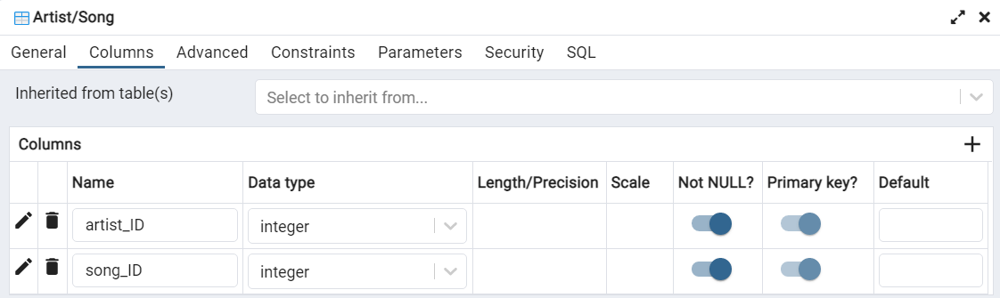 Artist/Song
General Columns Advanced Constraints Parameters Security SQL
Inherited from table(s) Select to inherit from...
Columns
Name Data type Length/Precision Scale Not NULL? Primary key? Default
artist_ID integer
song_ID integer